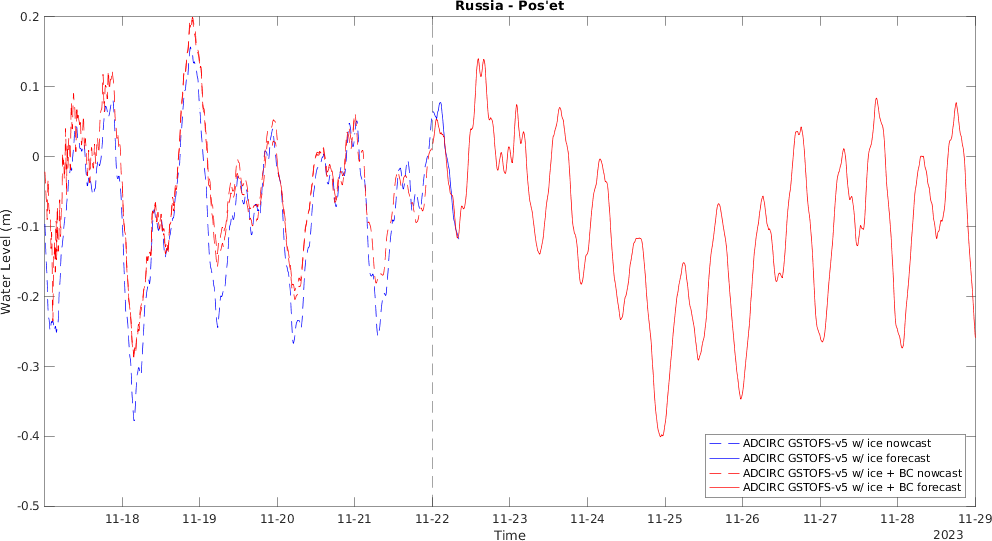 Russia - Pos'et
0.2
0.1
0
-0.1
-0.2
-0.3
-0.4
-0.5
Water Level (m)
ADCIRC GSTOFS-v5 w/ ice nowcast
ADCIRC GSTOFS-v5 w/ ice forecast
ADCIRC GSTOFS-v5 w/ ice + BC nowcast
ADCIRC GSTOFS-v5 w/ ice + BC forecast
11-18 11-19 11-20 11-21 11-22 11-23 11-24 11-25 11-26 11-27 11-28 11-29
Time
2023